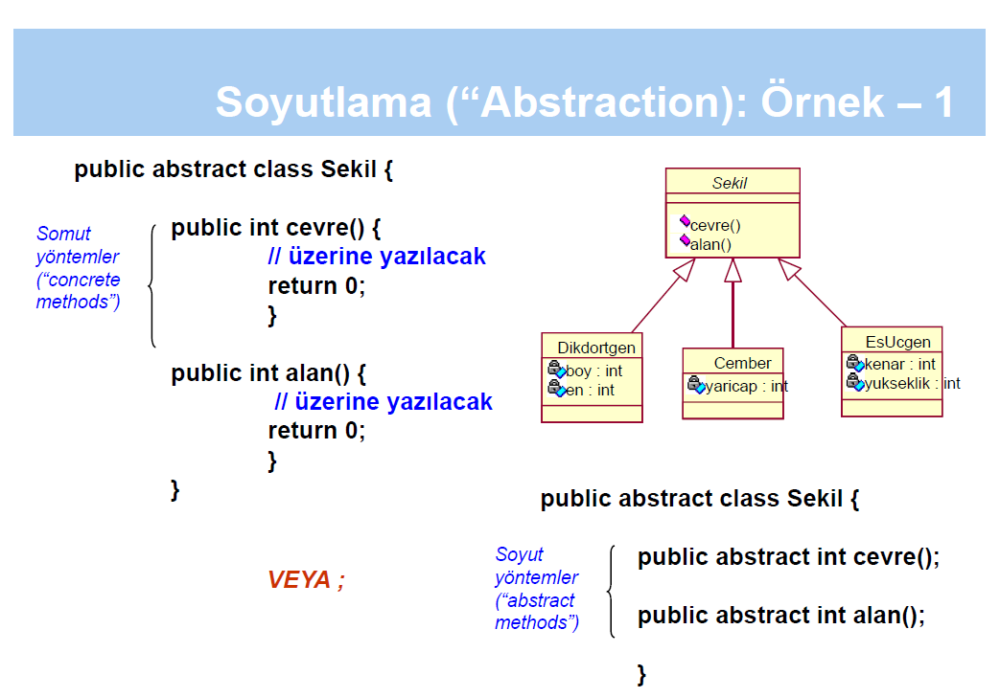 Soyutlama (“Abstraction): Örnek – 1
public abstract class Sekil {
Somut
yöntemler
(“concrete
methods”)
public int cevre() {
// üzerine yazılacak
return 0;
}
public int alan() {
// üzerine yazılacak
return 0;
}
}
VEYA ;
Sekil
cevre()
alan()
Dikdortgen
boy : int
en : int
Cember
yaricap : int
EsUcgen
kenar : int
yukseklik : int
public abstract class Sekil {
Soyut
yöntemler
(“abstract
methods”)
public abstract int cevre();
public abstract int alan();
}